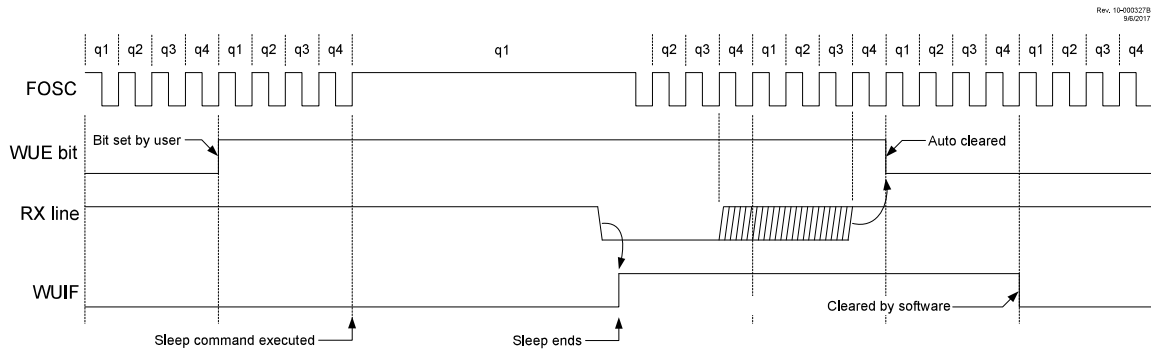 Rev. 10-000327B
9/6/2017
q1 q2 q3 q4 q1 q2 q3 q4 q1 q2 q3 q4 q1 q2 q3 q4 q1 q2 q3 q4 q1 q2 q3 q4
FOSC
Bit set by user
Auto cleared
WUE bit
RX line
WUIF
Cleared by software
Sleep command executed
Sleep ends